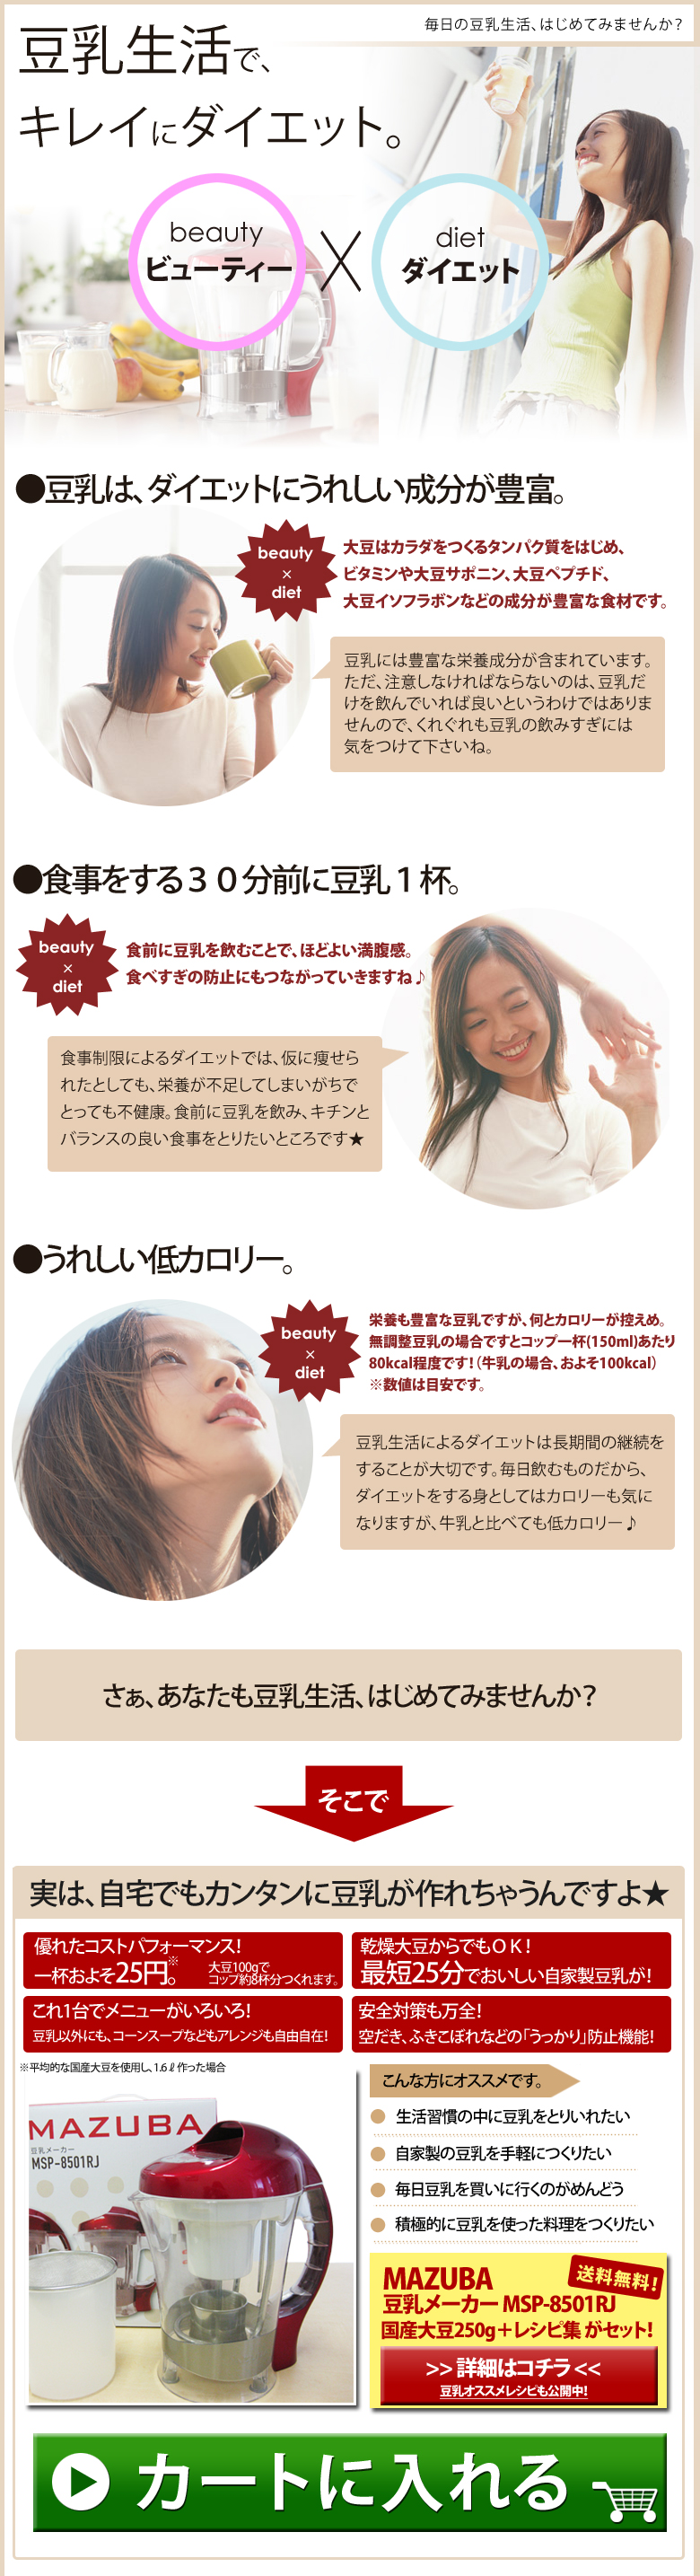 毎日の豆乳生活、はじめてみませんか？
豆乳生活で、
キレイにダイエット。
beauty
ビューティー
diet
ダイエット
●豆乳は、ダイエットにうれしい成分が豊富。
beauty
×
diet
大豆はカラダをつくるタンパク質をはじめ、
ビタミンや大豆サポニン、大豆ペプチド、
大豆イソフラボンなどの成分が豊富な食材です。
豆乳には豊富な栄養成分が含まれています。
ただ、注意しなければならないのは、豆乳だ
けを飲んでいれば良いというわけではありま
せんので、くれぐれも豆乳の飲みすぎには
気をつけて下さいね。
●食事をする３０分前に豆乳１杯。
beauty
×
diet
食前に豆乳を飲むことで、ほどよい満腹感。
食べすぎの防止にもつながっていきますね♪
食事制限によるダイエットでは、仮に痩せら
れたとしても、栄養が不足してしまいがちで
とっても不健康。食前に豆乳を飲み、キチンと
バランスの良い食事をとりたいところです★
●うれしい低カロリー。
beauty
×
diet
栄養も豊富な豆乳ですが、何とカロリーが控えめ。
無調整豆乳の場合ですとコップ一杯(150ml)あたり
80kcal程度です！（牛乳の場合、およそ100kcal）
※数値は目安です。
豆乳生活によるダイエットは長期間の継続を
することが大切です。毎日飲むものだから、
ダイエットをする身としてはカロリーも気に
なりますが、牛乳と比べても低カロリー♪
さぁ、あなたも豆乳生活、はじめてみませんか？
そこで
実は、自宅でもカンタンに豆乳が作れちゃうんですよ★
優れたコストパフォーマンス！
一杯およそ25円。※
大豆100gで
コップ約8杯分つくれます。
乾燥大豆からでもＯＫ！
最短25分でおいしい自家製豆乳が！
これ1台でメニューがいろいろ！
豆乳以外にも、コーンスープなどもアレンジも自由自在！
安全対策も万全！
空だき、ふきこぼれなどの「うっかり」防止機能！
※平均的な国産大豆を使用し、1.6ℓ作った場合
MAZUBA
豆乳メーカー
MSP-8501RJ
こんな方にオススメです。
生活習慣の中に豆乳をとりいれたい
自家製の豆乳を手軽につくりたい
毎日豆乳を買いに行くのがめんどう
積極的に豆乳を使った料理をつくりたい
送料無料！
MAZUBA
豆乳メーカー MSP-8501RJ
国産大豆250g＋レシピ集 がセット！
>> 詳細はコチラ <<
豆乳オススメレシピも公開中！
カートに入れる